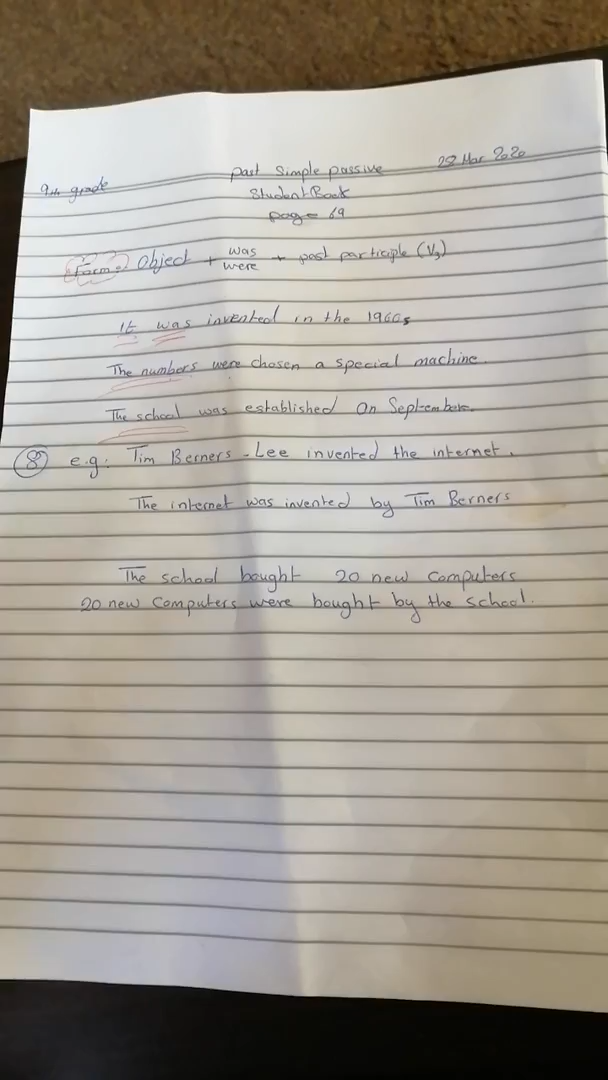 9th grade
past simple passive
22 Mar 2020
Student Book
page 69
Form: Object + was / were + past participle (V3)
It was invented in the 1960s
The numbers were chosen a special machine.
The school was established on September.
8 e.g: Tim Berners-Lee invented the internet.
The internet was invented by Tim Berners
The school bought 20 new computers
20 new computers were bought by the school.